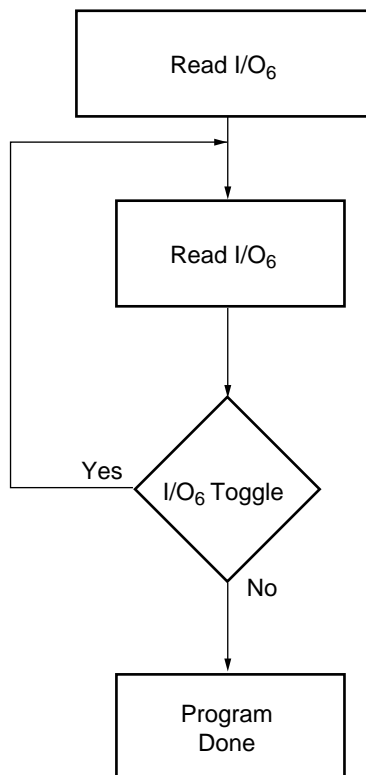 Read I/O6
Read I/O6
Yes
I/O6 Toggle
No
Program
Done